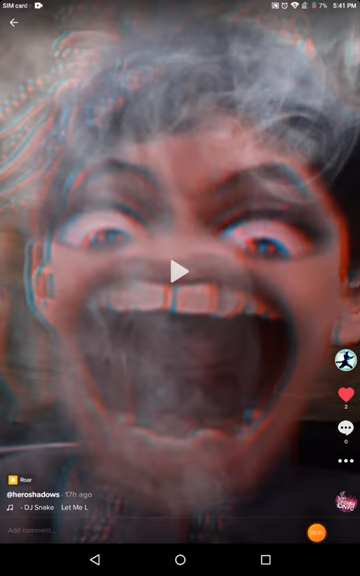 SIM card 7% 5:41 PM
2
0
Roar
@heroshadows · 17h ago
- DJ Snake Let Me L
Add comment...